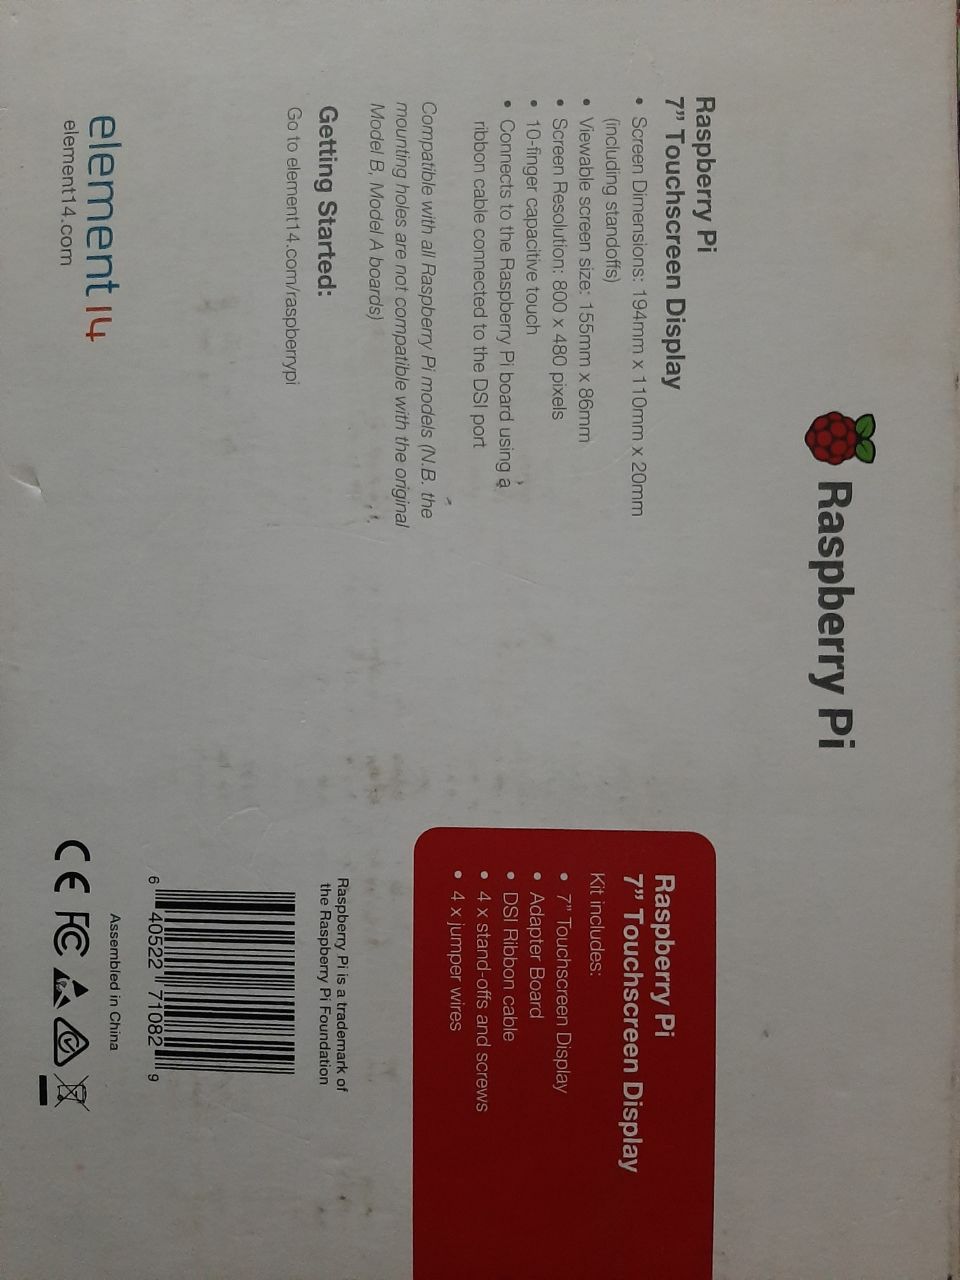 Raspberry Pi
Raspberry Pi
7” Touchscreen Display
• Screen Dimensions: 194mm x 110mm x 20mm
(including standoffs)
• Viewable screen size: 155mm x 86mm
• Screen Resolution: 800 x 480 pixels
• 10-finger capacitive touch
• Connects to the Raspberry Pi board using a
ribbon cable connected to the DSI port
Compatible with all Raspberry Pi models (N.B. the
mounting holes are not compatible with the original
Model B, Model A boards)
Getting Started:
Go to element14.com/raspberrypi
element14
element14.com
Raspberry Pi
7” Touchscreen Display
Kit includes:
• 7” Touchscreen Display
• Adapter Board
• DSI Ribbon cable
• 4 x stand-offs and screws
• 4 x jumper wires
Raspberry Pi is a trademark of
the Raspberry Pi Foundation
6 40522 71082 9
Assembled in China
CE FC